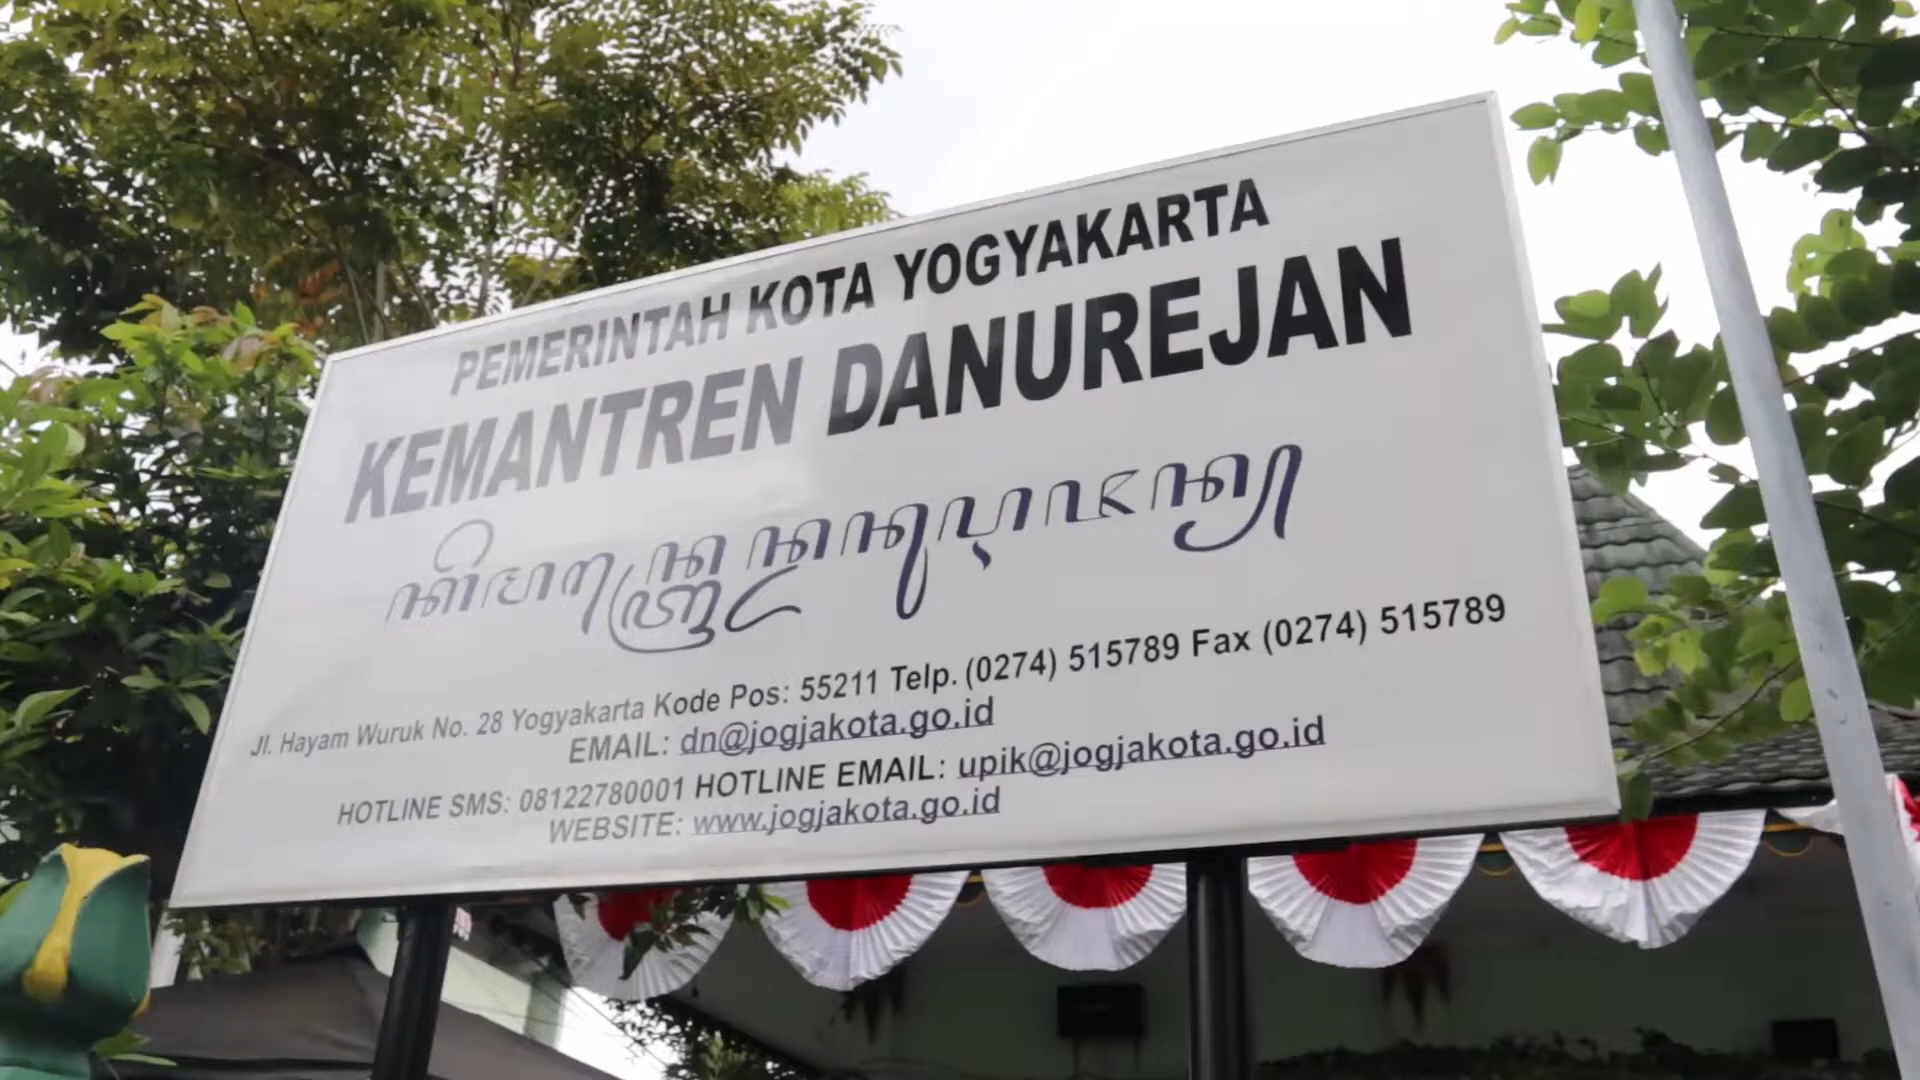 PEMERINTAH KOTA YOGYAKARTA
KEMANTREN DANUREJAN
Jl. Hayam Wuruk No. 28 Yogyakarta Kode Pos: 55211 Telp. (0274) 515789 Fax (0274) 515789
EMAIL: dn@jogjakota.go.id
HOTLINE SMS: 08122780001 HOTLINE EMAIL: upik@jogjakota.go.id
WEBSITE: www.jogjakota.go.id